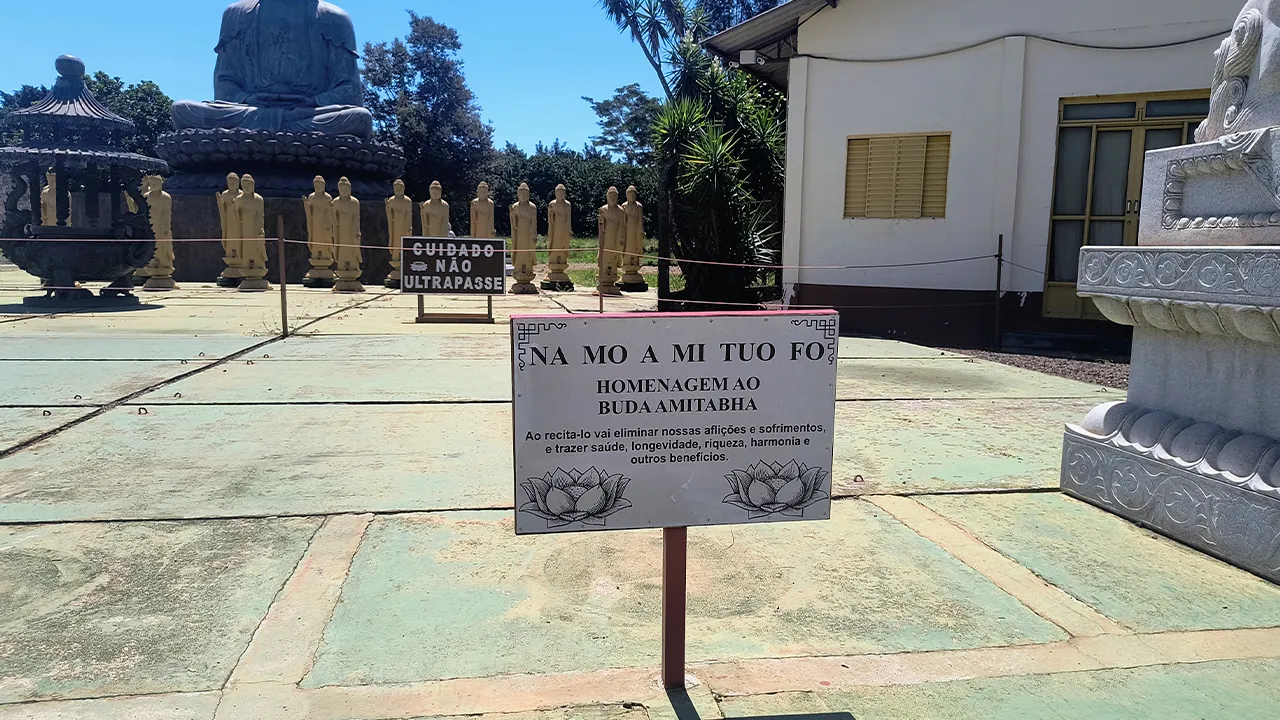 CUIDADO
NÃO
ULTRAPASSE
NA MO A MI TUO FO
HOMENAGEM AO
BUDA AMITABHA
Ao recita-lo vai eliminar nossas aflições e sofrimentos,
e trazer saúde, longevidade, riqueza, harmonia e
outros benefícios.